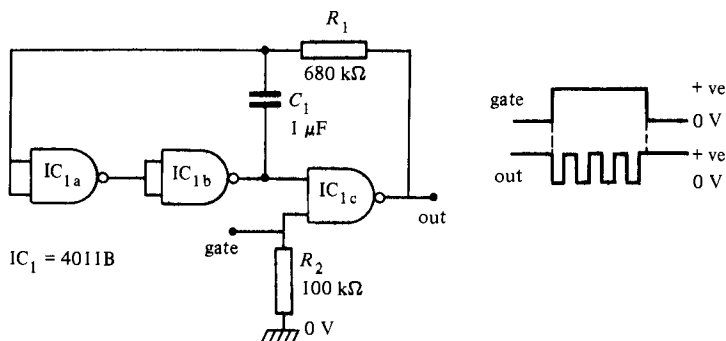 R₁
680 kΩ
C₁
1 µF
IC₁ₐ
IC₁b
IC₁c
out
gate
R₂
100 kΩ
0 V
IC₁ = 4011B
gate
+ ve
0 V
out
+ ve
0 V